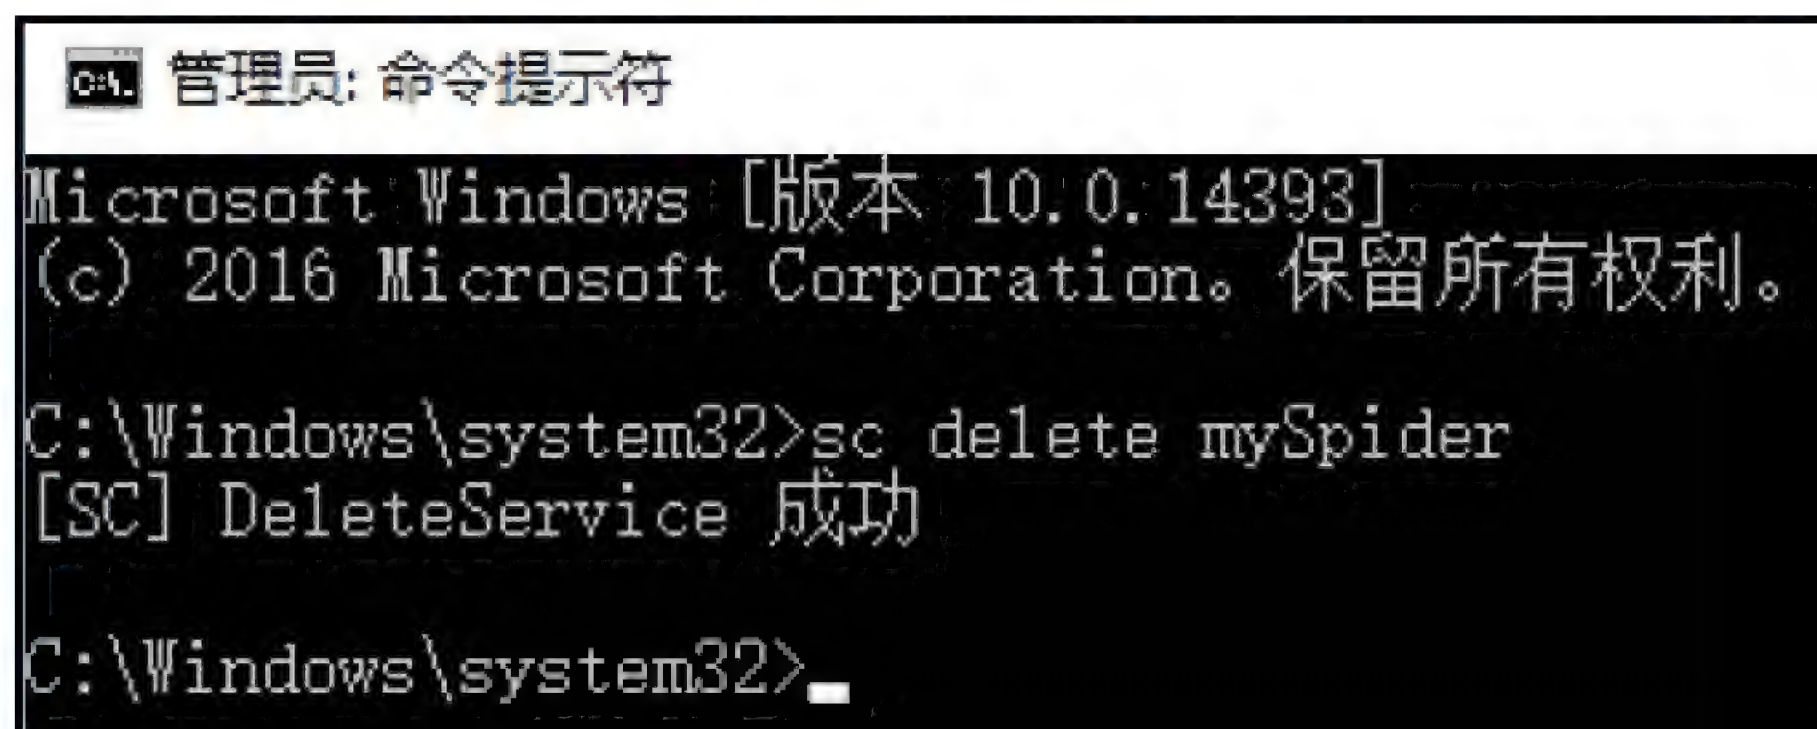 管理员: 命令提示符
Microsoft Windows [版本 10.0.14393]
(c) 2016 Microsoft Corporation。保留所有权利。
C:\Windows\system32>sc delete mySpider
[SC] DeleteService 成功
C:\Windows\system32>